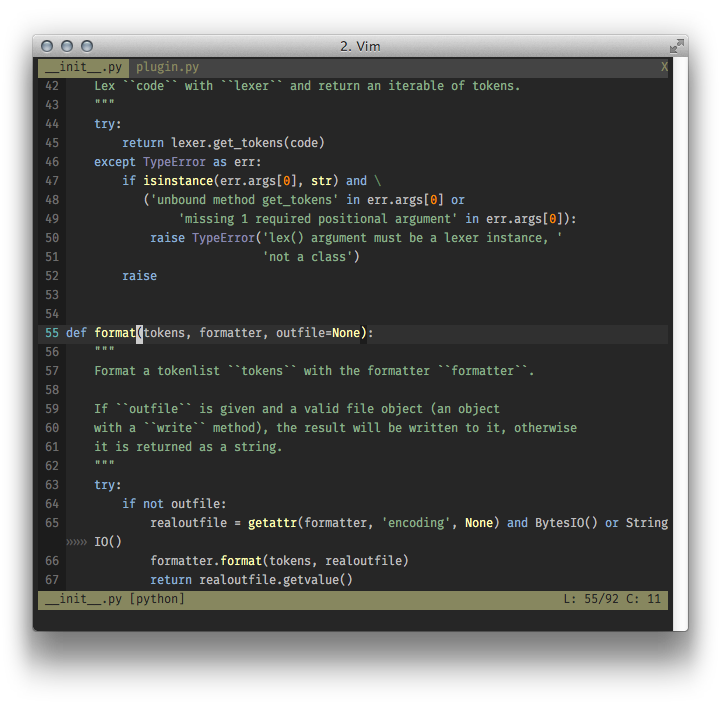 2. Vim
__init__.py plugin.py X
42     Lex ``code`` with ``lexer`` and return an iterable of tokens.
43     """
44     try:
45         return lexer.get_tokens(code)
46     except TypeError as err:
47         if isinstance(err.args[0], str) and \
48            ('unbound method get_tokens' in err.args[0] or
49                 'missing 1 required positional argument' in err.args[0]):
50             raise TypeError('lex() argument must be a lexer instance, '
51                             'not a class')
52         raise
53
54
55 def format(tokens, formatter, outfile=None):
56     """
57     Format a tokenlist ``tokens`` with the formatter ``formatter``.
58
59     If ``outfile`` is given and a valid file object (an object
60     with a ``write`` method), the result will be written to it, otherwise
61     it is returned as a string.
62     """
63     try:
64         if not outfile:
65             realoutfile = getattr(formatter, 'encoding', None) and BytesIO() or String
»»» IO()
66             formatter.format(tokens, realoutfile)
67             return realoutfile.getvalue()
__init__.py [python] L: 55/92 C: 11